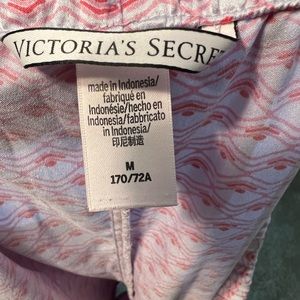 VICTORIA'S SECRE
made in Indonesia/
fabriqué en
Indonésie/hecho en
Indonesia/fabbricato
in Indonesia/
印尼制造
M
170/72A